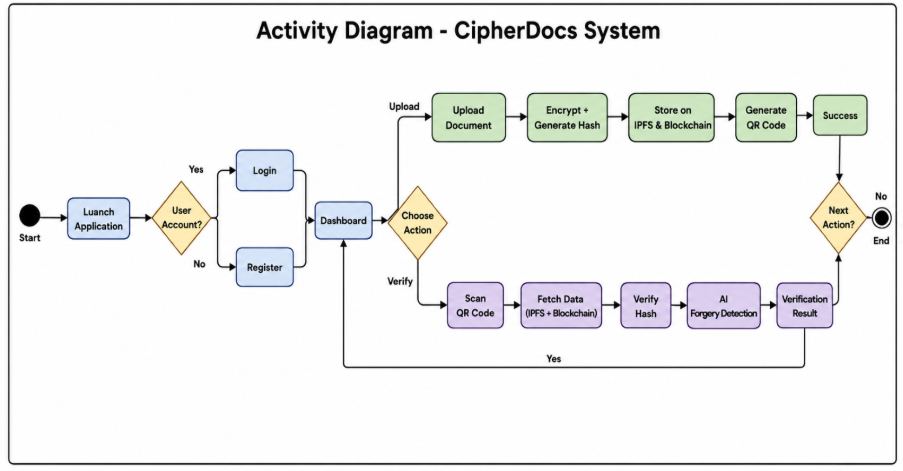 Activity Diagram - CipherDocs System
Start
Luanch
Application
User
Account?
Yes
No
Login
Register
Dashboard
Choose
Action
Upload
Verify
Upload
Document
Encrypt +
Generate Hash
Store on
IPFS & Blockchain
Generate
QR Code
Success
Scan
QR Code
Fetch Data
(IPFS + Blockchain)
Verify
Hash
AI
Forgery Detection
Verification
Result
Next
Action?
Yes
No
End